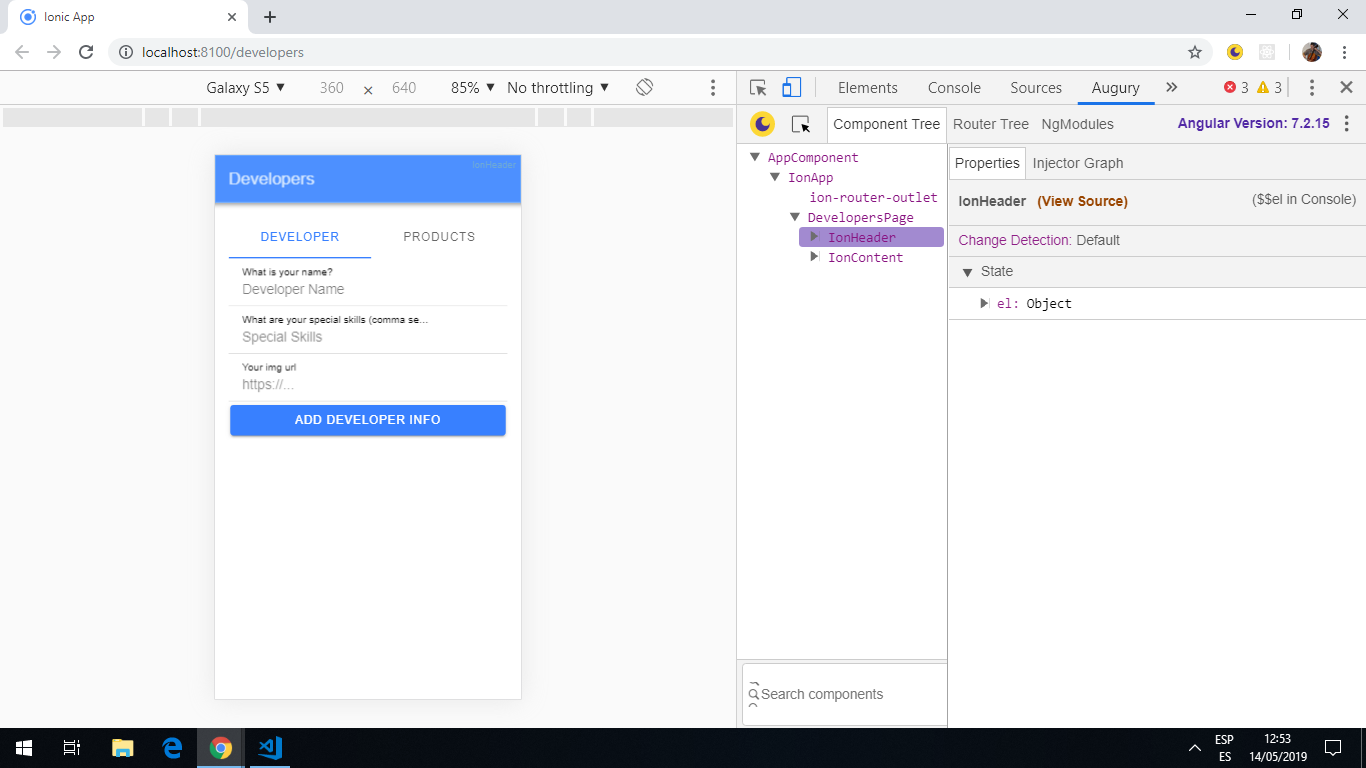 Ionic App
localhost:8100/developers
Galaxy S5 ▼ 360 × 640 85% ▼ No throttling ▼
Elements Console Sources Augury » 3 3
Component Tree Router Tree NgModules Angular Version: 7.2.15
AppComponent
IonApp
ion-router-outlet
DevelopersPage
IonHeader
IonContent
Properties Injector Graph
IonHeader (View Source) ($$el in Console)
Change Detection: Default
State
el: Object
IonHeader
Developers
DEVELOPER PRODUCTS
What is your name?
Developer Name
What are your special skills (comma se...
Special Skills
Your img url
https://...
ADD DEVELOPER INFO
Search components
ESP
ES
12:53
14/05/2019